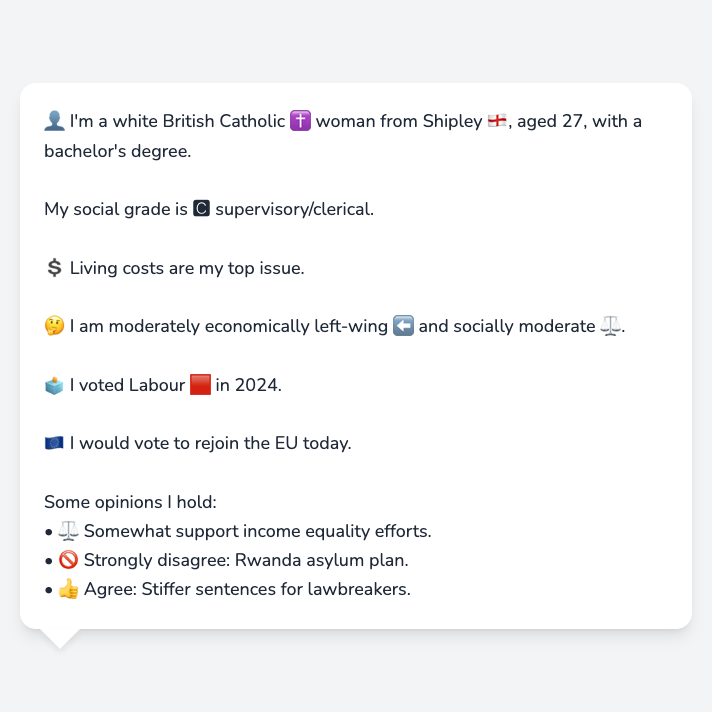 👤 I'm a white British Catholic ✝️ woman from Shipley 🏴󠁧󠁢󠁥󠁮󠁧󠁿, aged 27, with a
bachelor's degree.
My social grade is 🅲 supervisory/clerical.
💲 Living costs are my top issue.
🤔 I am moderately economically left-wing ⬅️ and socially moderate ⚖️.
🗳️ I voted Labour 🟥 in 2024.
🇪🇺 I would vote to rejoin the EU today.
Some opinions I hold:
• ⚖️ Somewhat support income equality efforts.
• 🚫 Strongly disagree: Rwanda asylum plan.
• 👍 Agree: Stiffer sentences for lawbreakers.